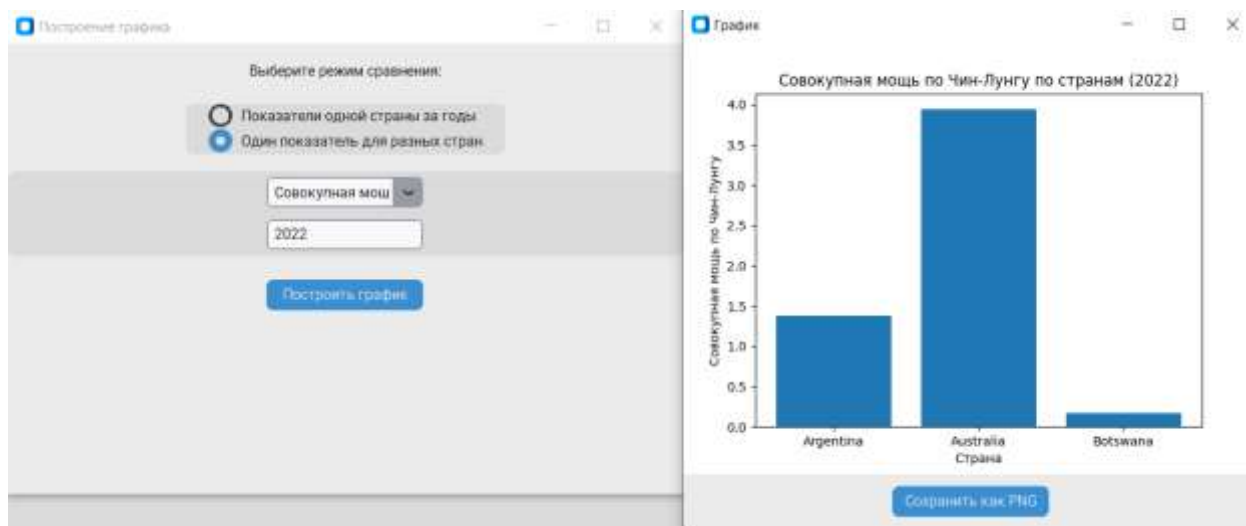 Построение графика
Выберите режим сравнения:
Показатели одной страны за годы
Один показатель для разных стран
Совокупная мощ
2022
Построить график
График
Совокупная мощь по Чин-Лунгу по странам (2022)
Совокупная мощь по Чин-Лунгу
4.0
3.5
3.0
2.5
2.0
1.5
1.0
0.5
0.0
Argentina Australia Botswana
Страна
Сохранить как PNG